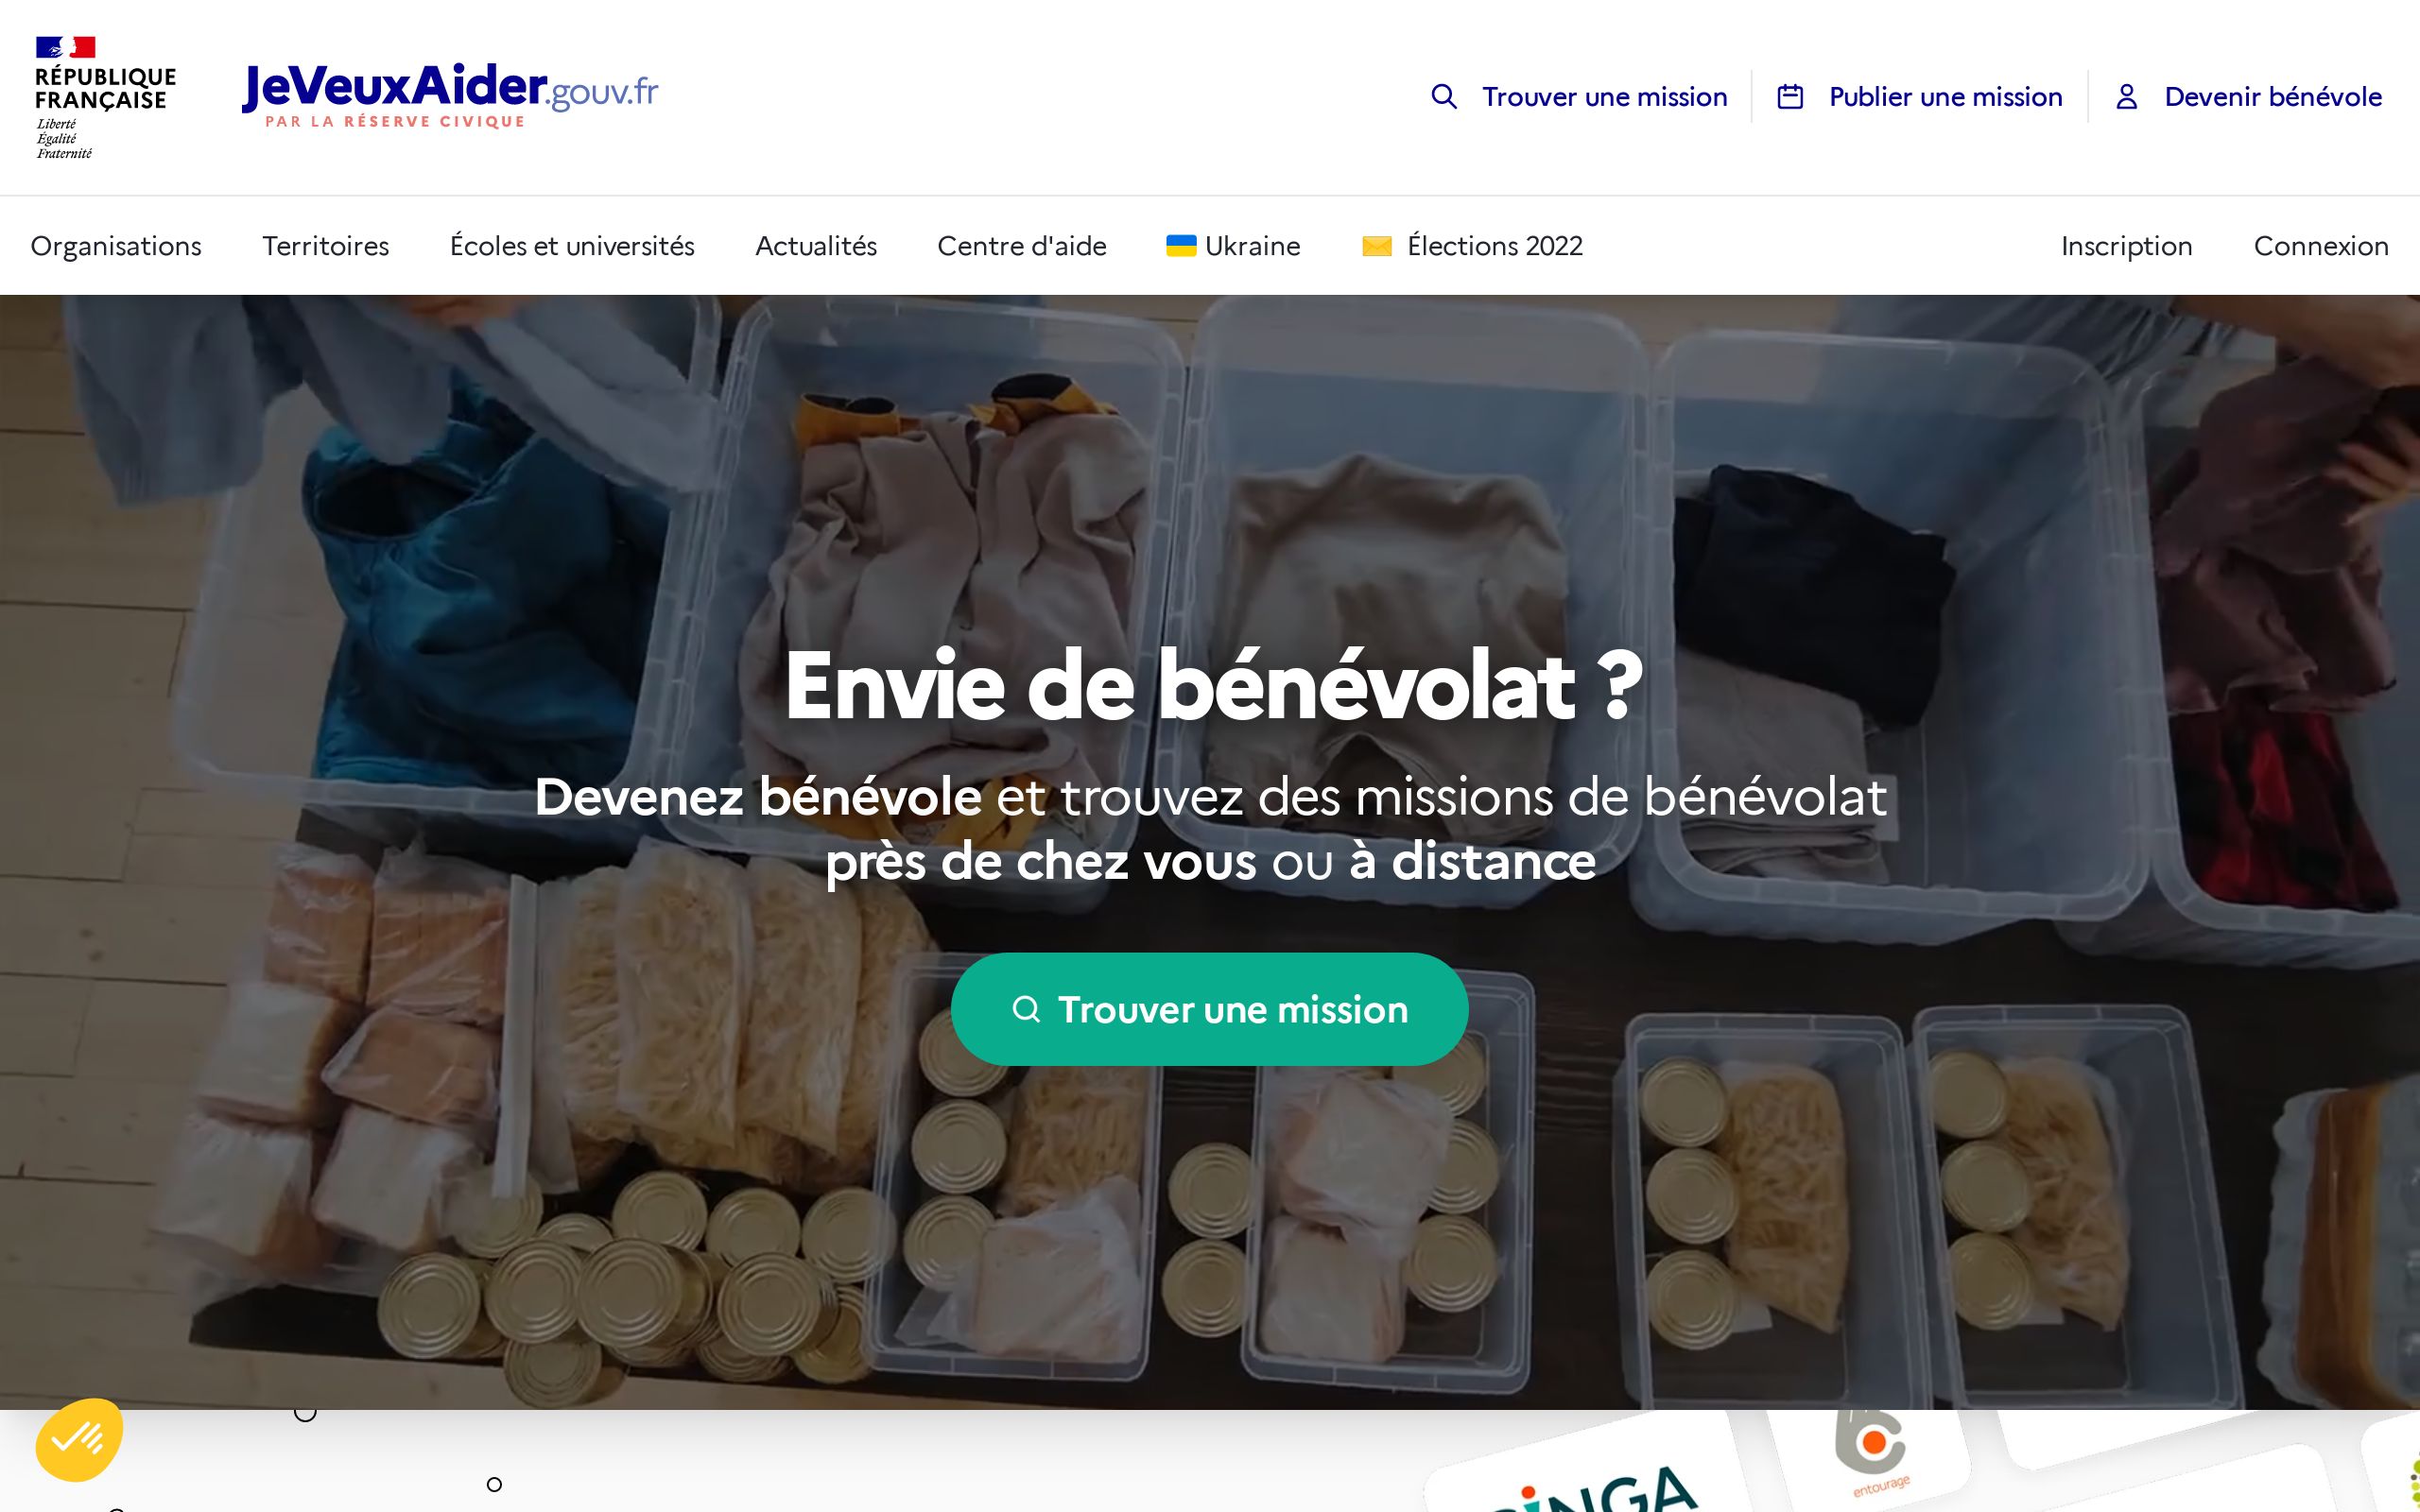 RÉPUBLIQUE
FRANÇAISE
Liberté
Égalité
Fraternité
JeVeuxAider.gouv.fr
PAR LA RÉSERVE CIVIQUE
Trouver une mission
Publier une mission
Devenir bénévole
Organisations
Territoires
Écoles et universités
Actualités
Centre d'aide
Ukraine
Élections 2022
Inscription
Connexion
Envie de bénévolat ?
Devenez bénévole et trouvez des missions de bénévolat
près de chez vous ou à distance
Trouver une mission
entourage